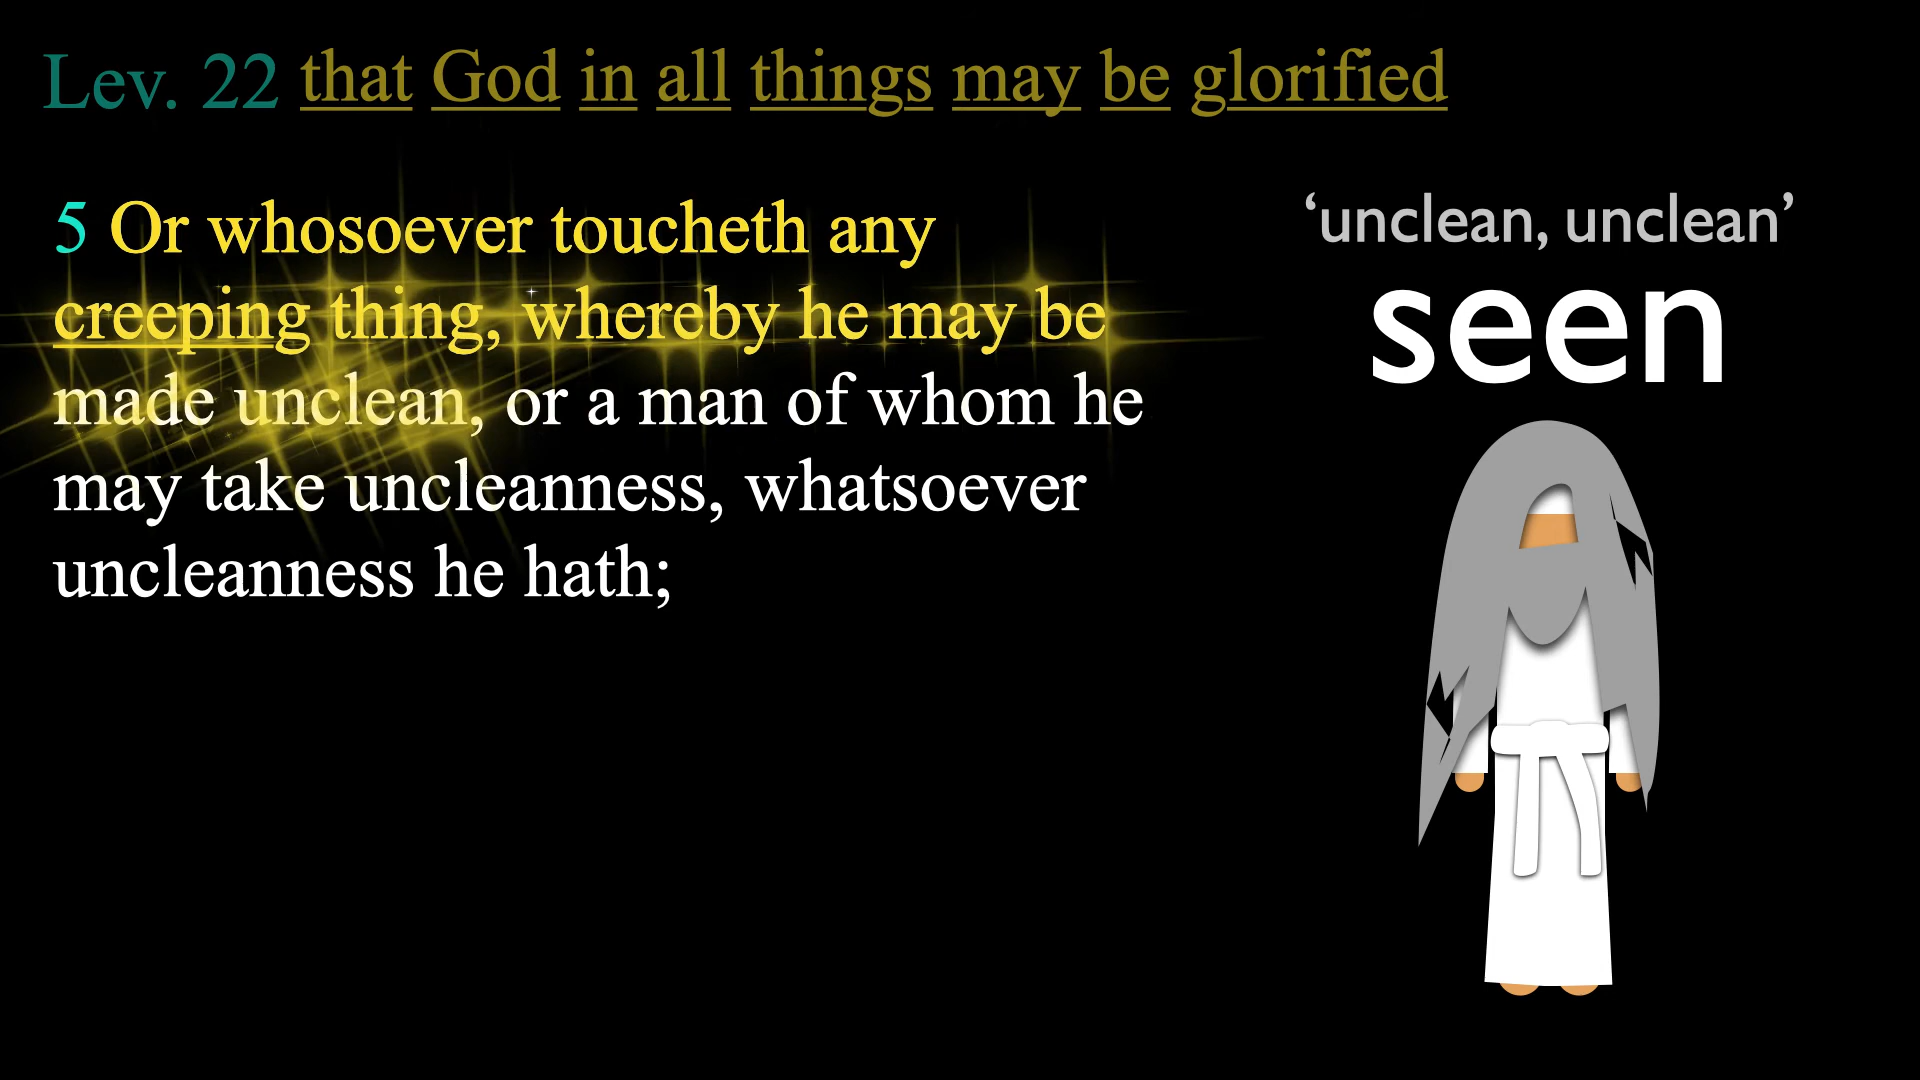 Lev. 22 that God in all things may be glorified
5 Or whosoever toucheth any
creeping thing, whereby he may be
made unclean, or a man of whom he
may take uncleanness, whatsoever
uncleanness he hath;
‘unclean, unclean’
seen